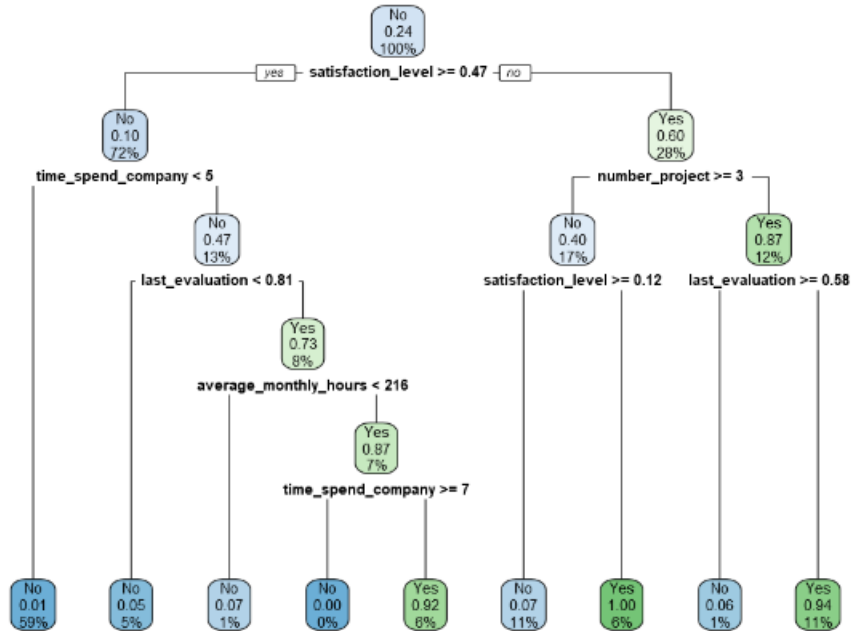 No
0.24
100%
yes satisfaction_level >= 0.47 no
No
0.10
72%
Yes
0.60
28%
time_spend_company < 5
number_project >= 3
No
0.47
13%
No
0.40
17%
Yes
0.87
12%
last_evaluation < 0.81
satisfaction_level >= 0.12
last_evaluation >= 0.58
Yes
0.73
8%
average_monthly_hours < 216
Yes
0.87
7%
time_spend_company >= 7
No
0.01
59%
No
0.05
5%
No
0.07
1%
No
0.00
0%
Yes
0.92
6%
No
0.07
11%
Yes
1.00
6%
No
0.06
1%
Yes
0.94
11%